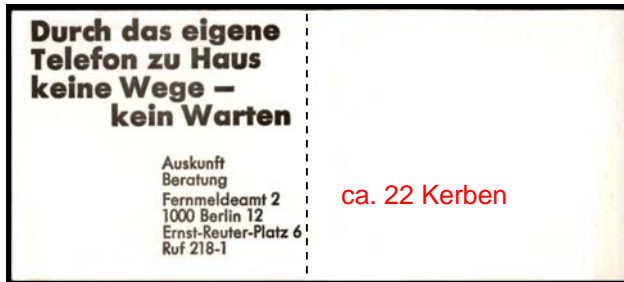 Durch das eigene
Telefon zu Haus
keine Wege –
kein Warten
Auskunft
Beratung
Fernmeldeamt 2
1000 Berlin 12
Ernst-Reuter-Platz 6
Ruf 218-1
ca. 22 Kerben